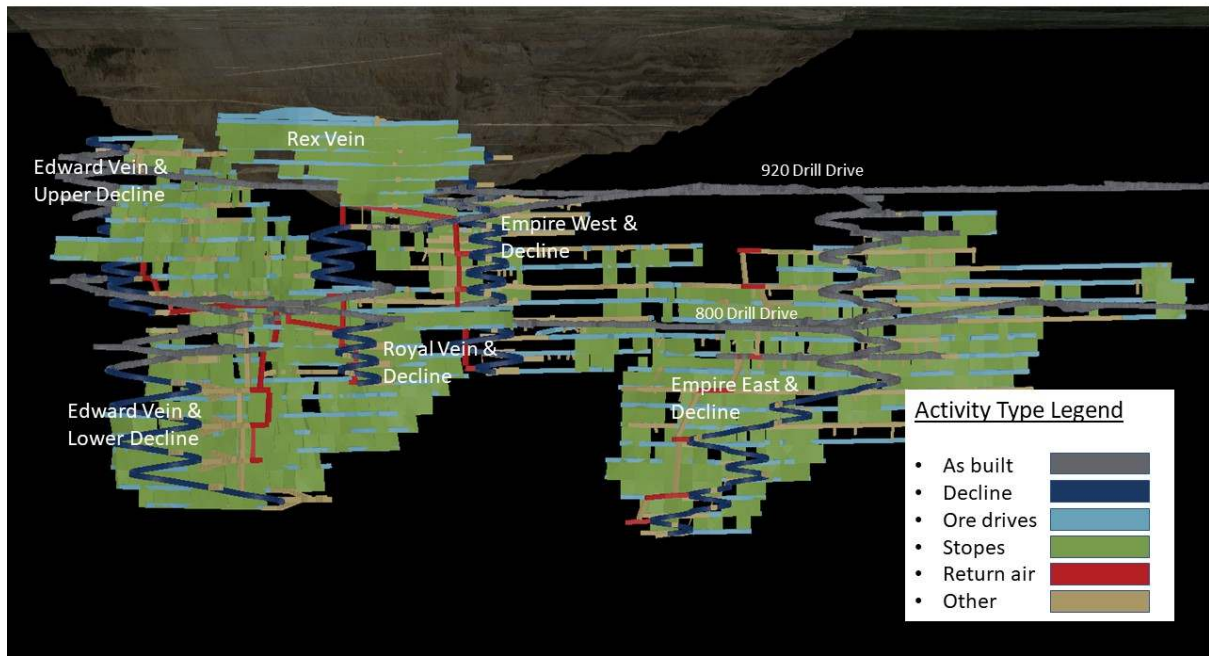 Rex Vein
Edward Vein &
Upper Decline
920 Drill Drive
Empire West &
Decline
800 Drill Drive
Royal Vein &
Decline
Empire East &
Decline
Edward Vein &
Lower Decline
Activity Type Legend
• As built
• Decline
• Ore drives
• Stopes
• Return air
• Other